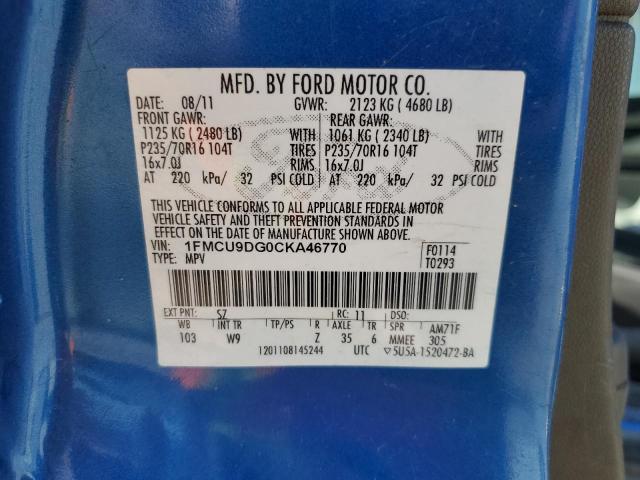 MFD. BY FORD MOTOR CO.
DATE: 08/11 GVWR: 2123 KG ( 4680 LB)
FRONT GAWR: REAR GAWR:
1125 KG ( 2480 LB) WITH 1061 KG ( 2340 LB) WITH
P235/70R16 104T TIRES P235/70R16 104T TIRES
16x7.0J RIMS 16x7.0J RIMS
AT 220 kPa/ 32 PSI COLD AT 220 kPa/ 32 PSI COLD
THIS VEHICLE CONFORMS TO ALL APPLICABLE FEDERAL MOTOR
VEHICLE SAFETY AND THEFT PREVENTION STANDARDS IN
EFFECT ON THE DATE OF MANUFACTURE SHOWN ABOVE.
VIN: 1FMCU9DG0CKA46770 F0114
TYPE: MPV T0293
EXT PNT: SZ RC: 11 DSO:
WB INT TR TP/PS R AXLE TR SPR AM71F
103 W9 Z 35 6 MMEE 305
1201108145244 UTC 5U5A-1520472-BA